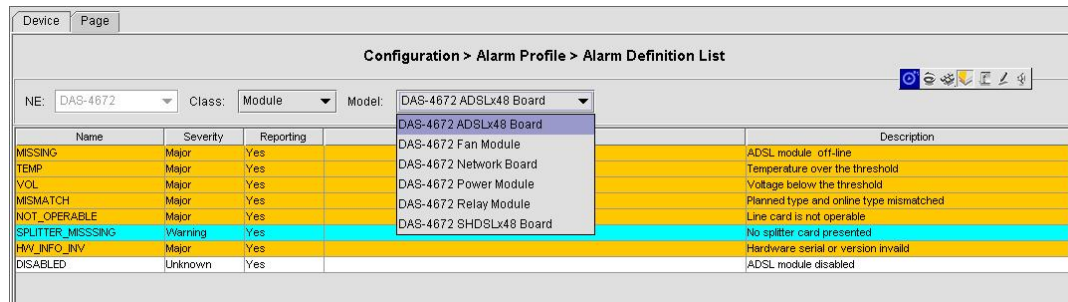 Device Page
Configuration > Alarm Profile > Alarm Definition List
NE: DAS-4672 Class: Module Model: DAS-4672 ADSLx48 Board
DAS-4672 ADSLx48 Board
DAS-4672 Fan Module
DAS-4672 Network Board
DAS-4672 Power Module
DAS-4672 Relay Module
DAS-4672 SHDSLx48 Board
Name Severity Reporting Description
MISSING Major Yes ADSL module off-line
TEMP Major Yes Temperature over the threshold
VOL Major Yes Voltage below the threshold
MISMATCH Major Yes Planned type and online type mismatched
NOT_OPERABLE Major Yes Line card is not operable
SPLITTER_MISSSING Warning Yes No splitter card presented
HW_INFO_INV Major Yes Hardware serial or version invaild
DISABLED Unknown Yes ADSL module disabled